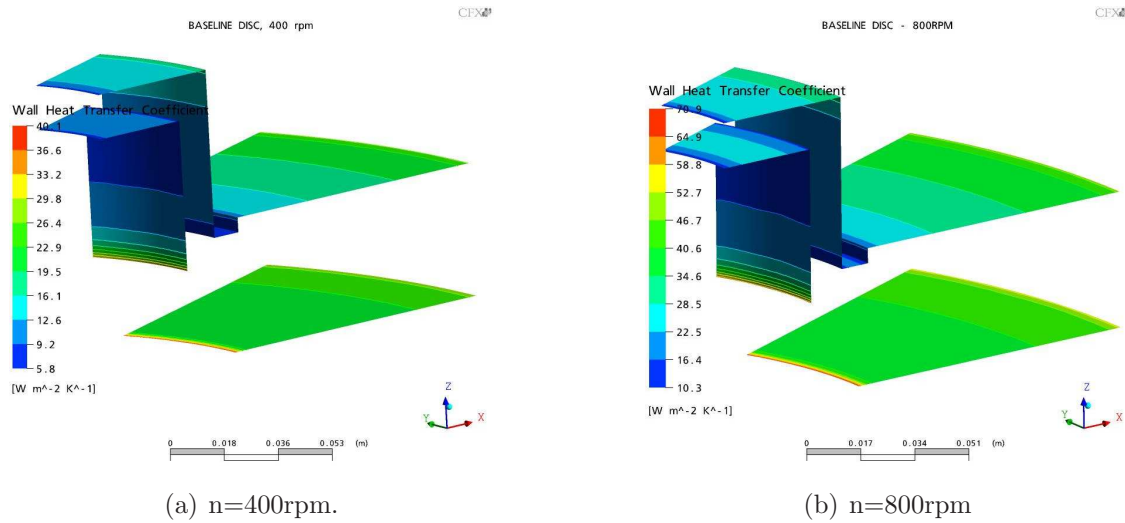 CFX
BASELINE DISC, 400 rpm
Wall Heat Transfer Coefficient
40.1
36.6
33.2
29.8
26.4
22.9
19.5
16.1
12.6
9.2
5.8
[W m^-2 K^-1]
Z
Y
X
0 0.018 0.036 0.053 (m)
(a) n=400rpm.
CFX
BASELINE DISC - 800RPM
Wall Heat Transfer Coefficient
70.9
64.9
58.8
52.7
46.7
40.6
34.6
28.5
22.5
16.4
10.3
[W m^-2 K^-1]
Z
Y
X
0 0.017 0.034 0.051 (m)
(b) n=800rpm